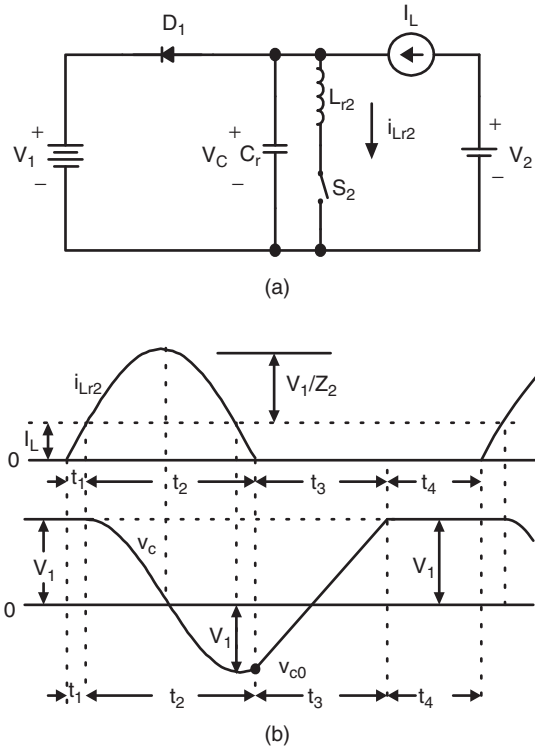 D1
IL
+
V1
−
+
VC
−
Cr
Lr2
iLr2
S2
+
V2
−
(a)
iLr2
V1/Z2
IL
0
t1
t2
t3
t4
V1
vc
V1
0
V1
vc0
t1
t2
t3
t4
(b)